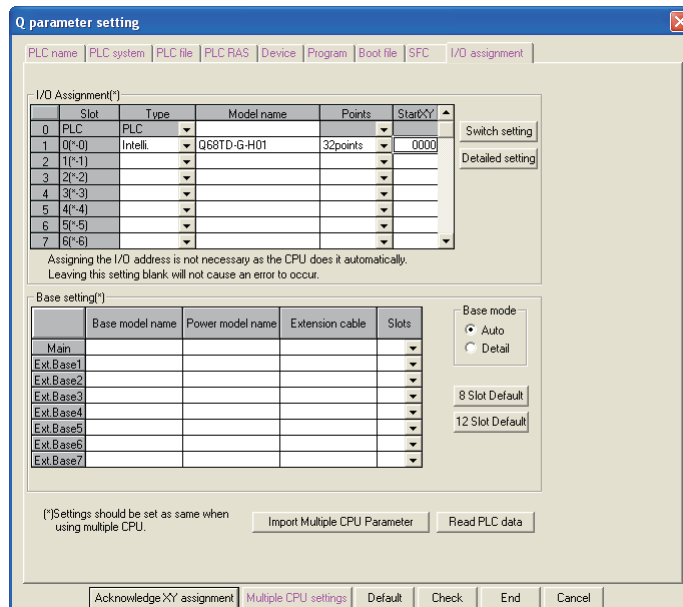 Q parameter setting
PLC name PLC system PLC file PLC RAS Device Program Boot file SFC I/O assignment
I/O Assignment(*)
Slot Type Model name Points StartXY
0 PLC PLC
1 0(*-0) Intelli. Q68TD-G-H01 32points 0000
2 1(*-1)
3 2(*-2)
4 3(*-3)
5 4(*-4)
6 5(*-5)
7 6(*-6)
Switch setting
Detailed setting
Assigning the I/O address is not necessary as the CPU does it automatically.
Leaving this setting blank will not cause an error to occur.
Base setting(*)
Base model name Power model name Extension cable Slots
Main
Ext.Base1
Ext.Base2
Ext.Base3
Ext.Base4
Ext.Base5
Ext.Base6
Ext.Base7
Base mode
Auto
Detail
8 Slot Default
12 Slot Default
(*)Settings should be set as same when
using multiple CPU.
Import Multiple CPU Parameter Read PLC data
Acknowledge XY assignment Multiple CPU settings Default Check End Cancel